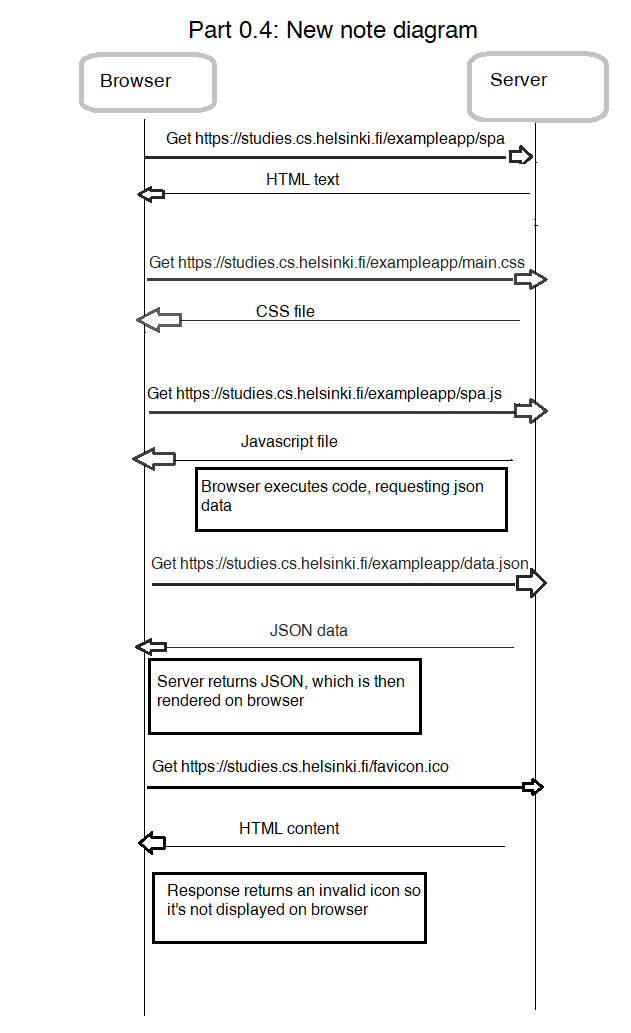 Part 0.4: New note diagram
Browser
Server
Get https://studies.cs.helsinki.fi/exampleapp/spa
HTML text
Get https://studies.cs.helsinki.fi/exampleapp/main.css
CSS file
Get https://studies.cs.helsinki.fi/exampleapp/spa.js
Javascript file
Browser executes code, requesting json
data
Get https://studies.cs.helsinki.fi/exampleapp/data.json
JSON data
Server returns JSON, which is then
rendered on browser
Get https://studies.cs.helsinki.fi/favicon.ico
HTML content
Response returns an invalid icon so
it's not displayed on browser